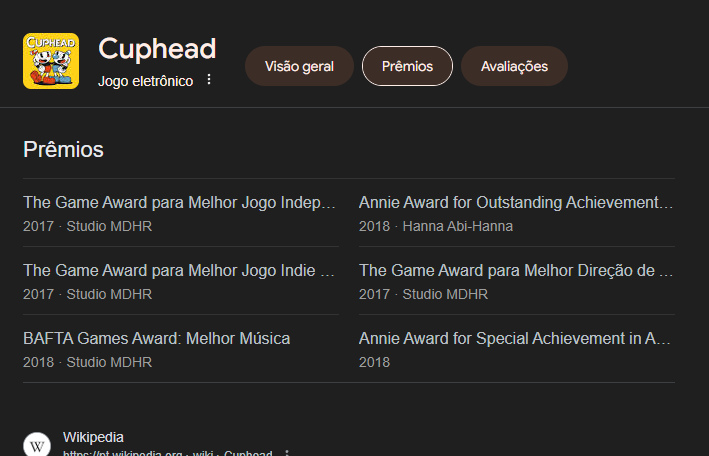 CUPHEAD
Cuphead
Jogo eletrônico
Visão geral
Prêmios
Avaliações
Prêmios
The Game Award para Melhor Jogo Indep...
2017 · Studio MDHR
Annie Award for Outstanding Achievement...
2018 · Hanna Abi-Hanna
The Game Award para Melhor Jogo Indie ...
2017 · Studio MDHR
The Game Award para Melhor Direção de ...
2017 · Studio MDHR
BAFTA Games Award: Melhor Música
2018 · Studio MDHR
Annie Award for Special Achievement in A...
2018
W
Wikipedia
https://pt.wikipedia.org › wiki › Cuphead